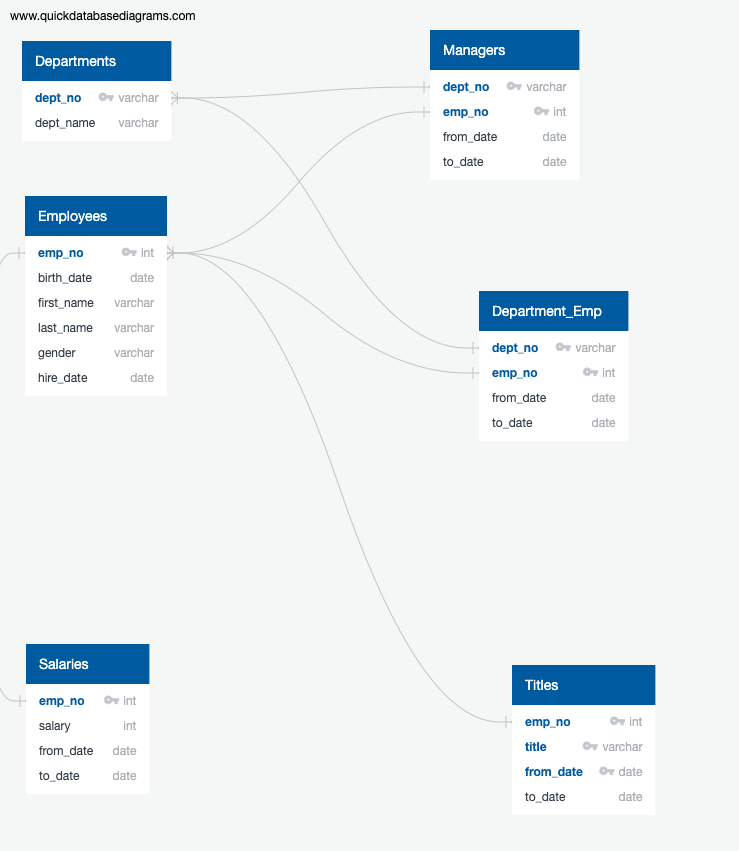 www.quickdatabasediagrams.com
Departments
dept_no varchar
dept_name varchar
Managers
dept_no varchar
emp_no int
from_date date
to_date date
Employees
emp_no int
birth_date date
first_name varchar
last_name varchar
gender varchar
hire_date date
Department_Emp
dept_no varchar
emp_no int
from_date date
to_date date
Salaries
emp_no int
salary int
from_date date
to_date date
Titles
emp_no int
title varchar
from_date date
to_date date